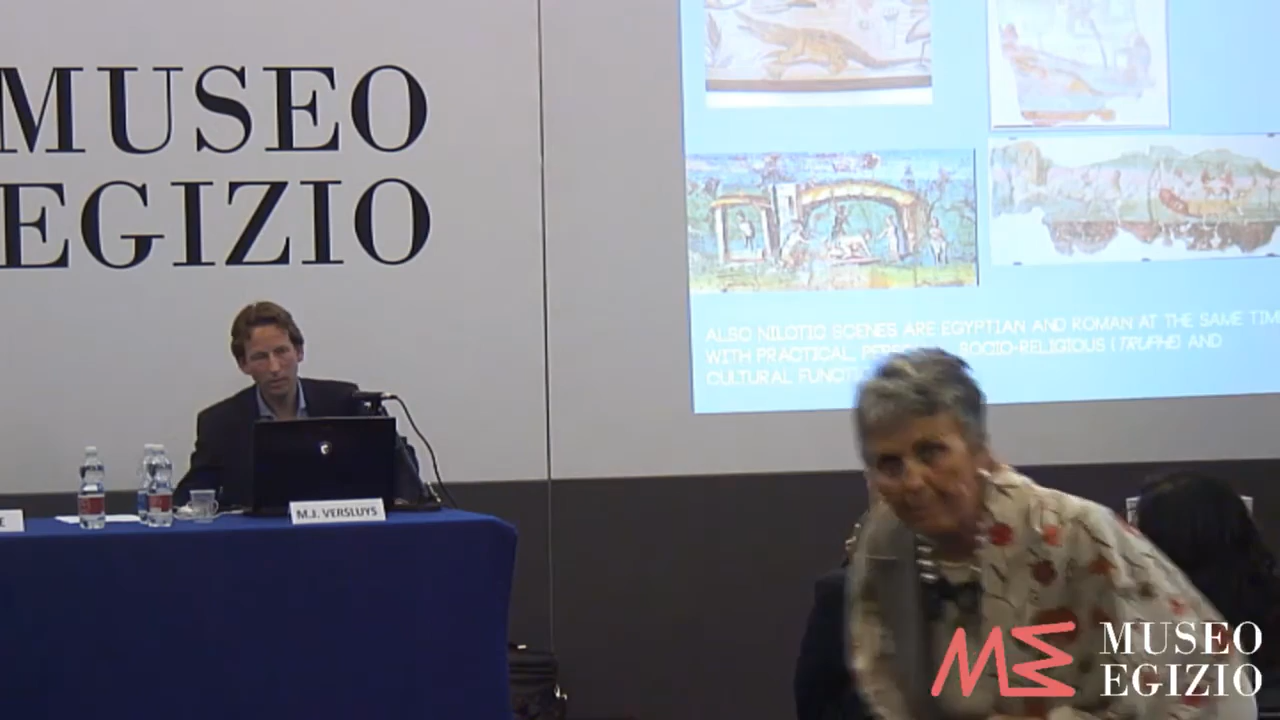 MUSEO
EGIZIO
ALSO NILOTIC SCENES ARE EGYPTIAN AND ROMAN AT THE SAME TIM
WITH PRACTICAL, SOCIO-RELIGIOUS (TRUPHE) AND
CULTURAL
E
M.J. VERSLUYS
ME
MUSEO
EGIZIO